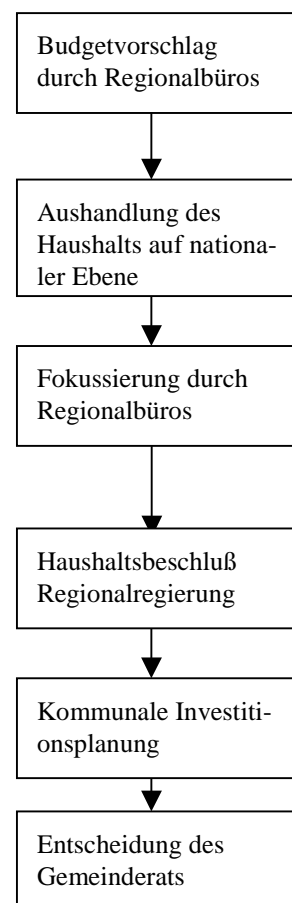 Budgetvorschlag
durch Regionalbüros
Aushandlung des
Haushalts auf nationa-
ler Ebene
Fokussierung durch
Regionalbüros
Haushaltsbeschluß
Regionalregierung
Kommunale Investiti-
onsplanung
Entscheidung des
Gemeinderats